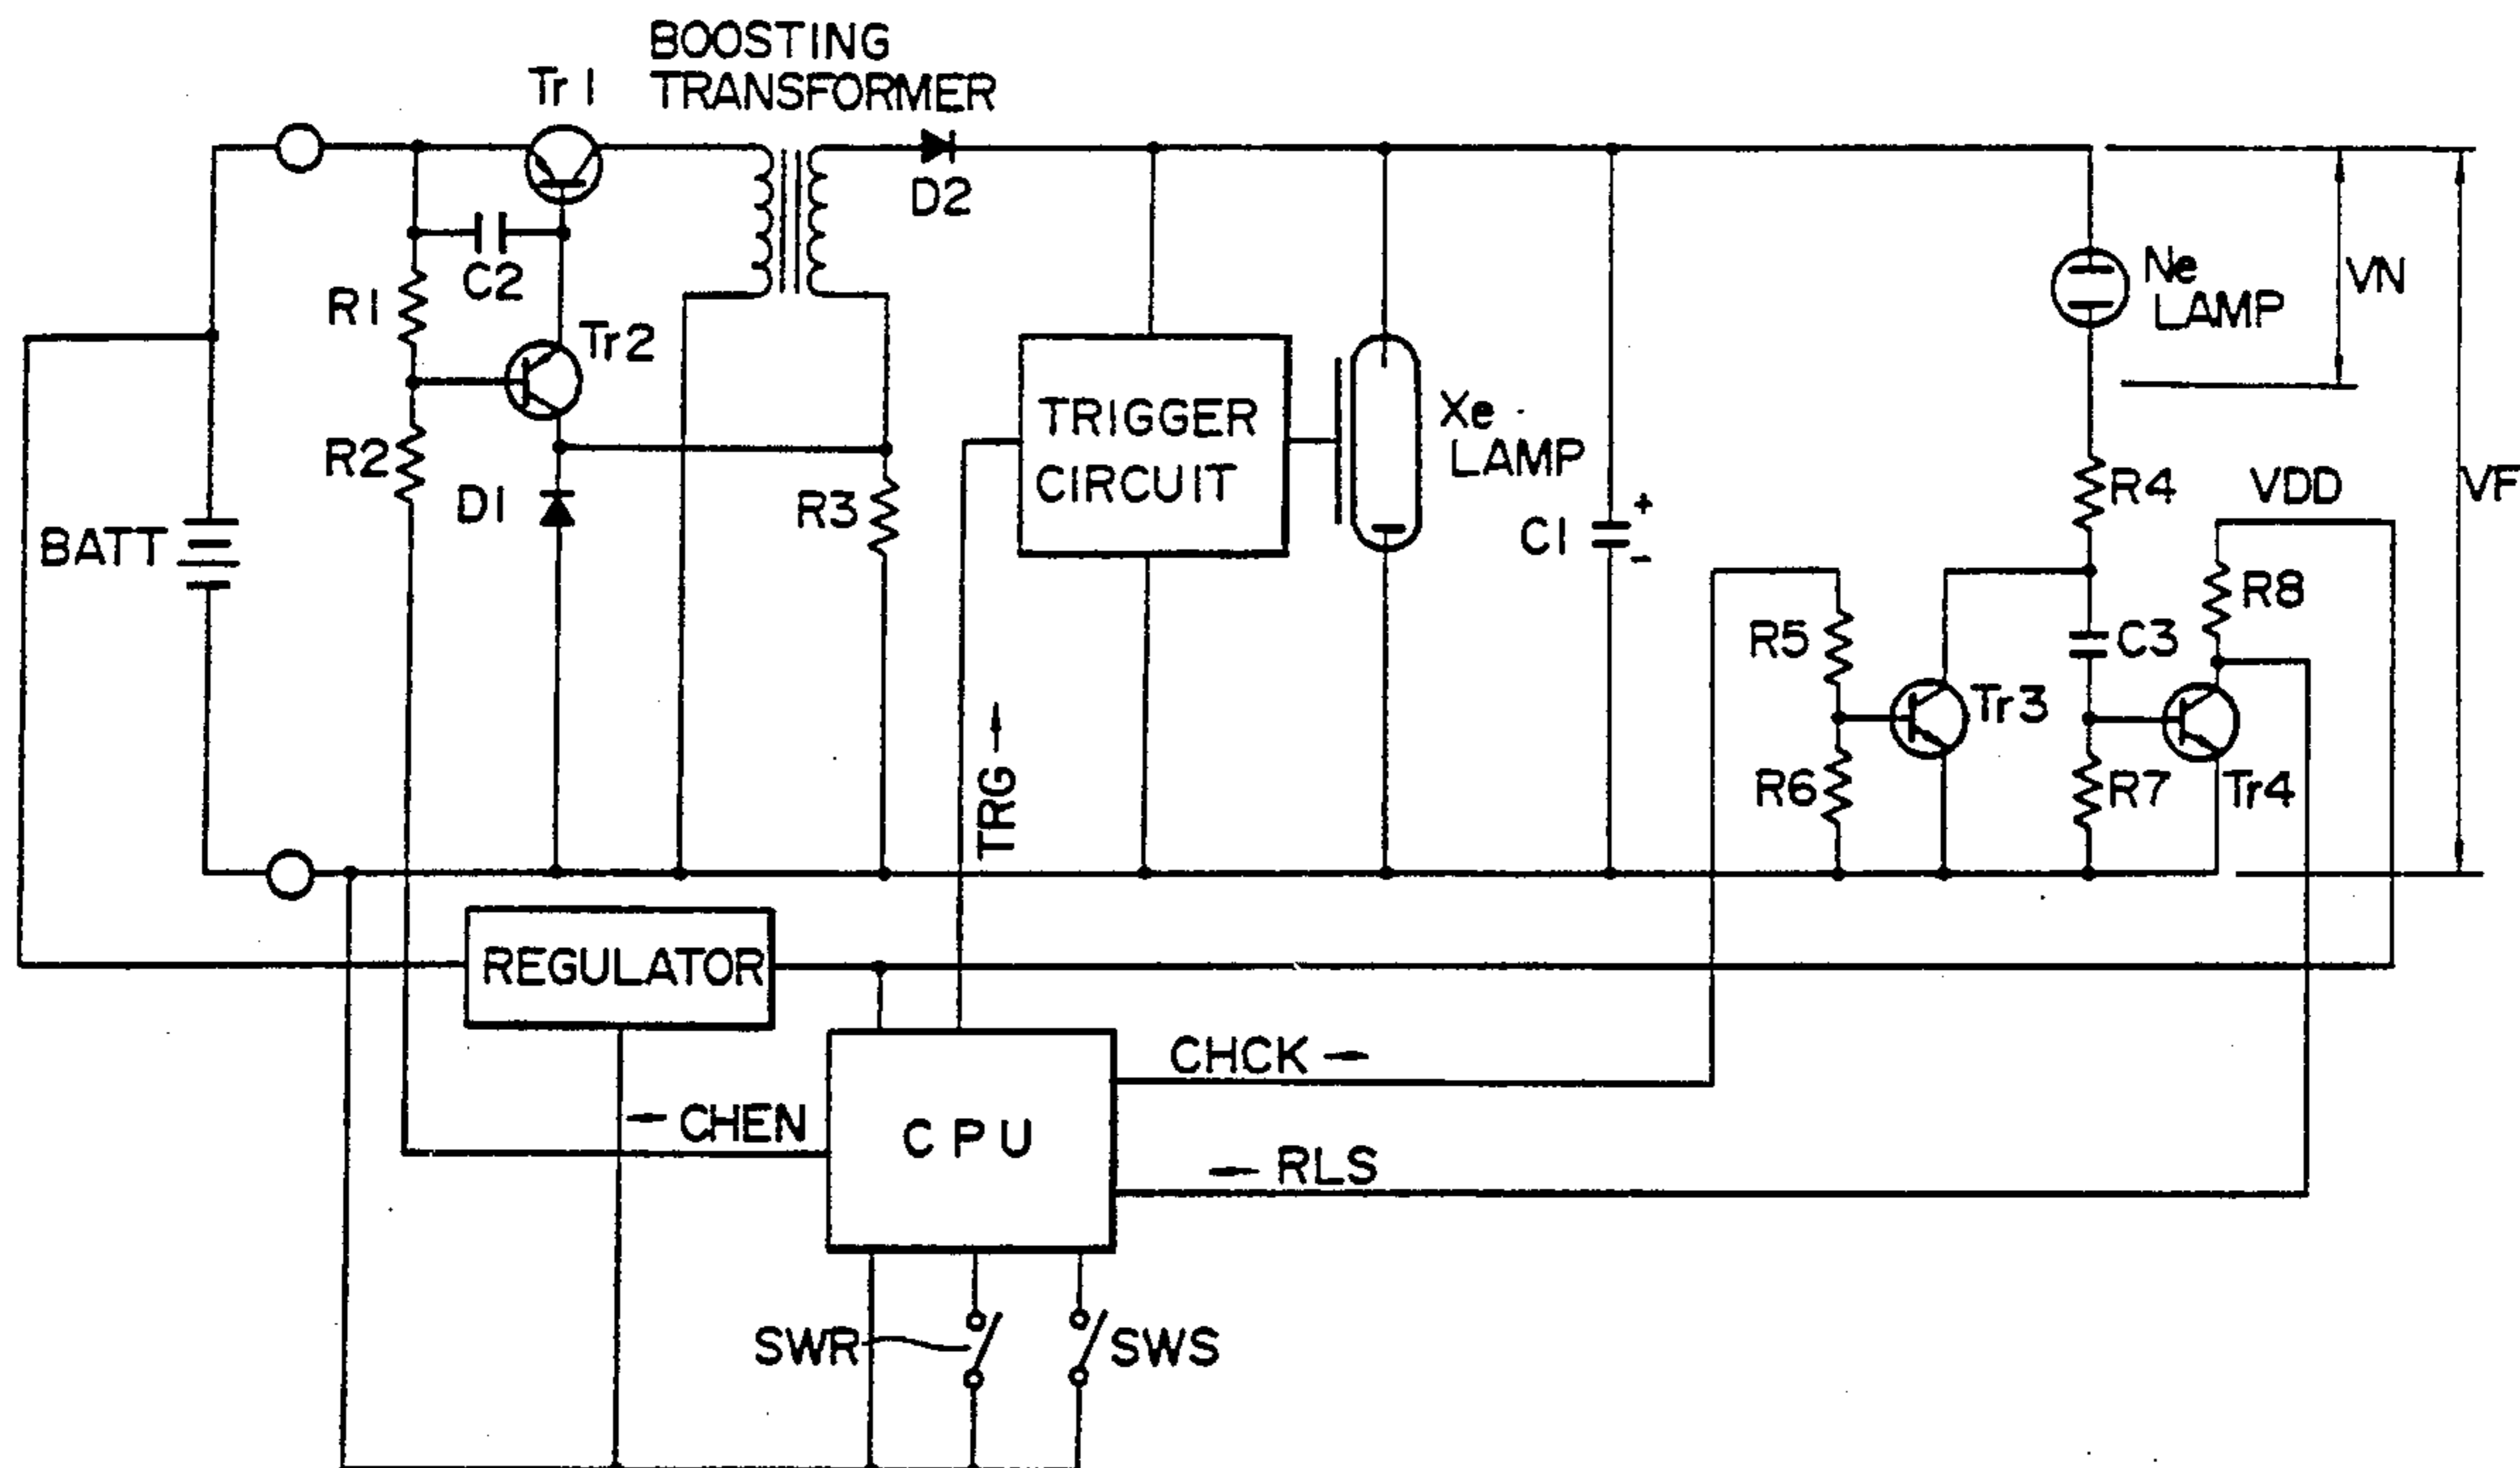 BOOSTING
TRANSFORMER
Tr1
D2
C2
R1
Tr2
Ne
LAMP
VN
R2
D1
R3
TRIGGER
CIRCUIT
Xe
LAMP
C1
+
-
R4
VDD
VF
BATT
R8
R5
C3
Tr3
R6
R7
Tr4
TRG
REGULATOR
CHCK
CHEN
CPU
RLS
SWR
SWS